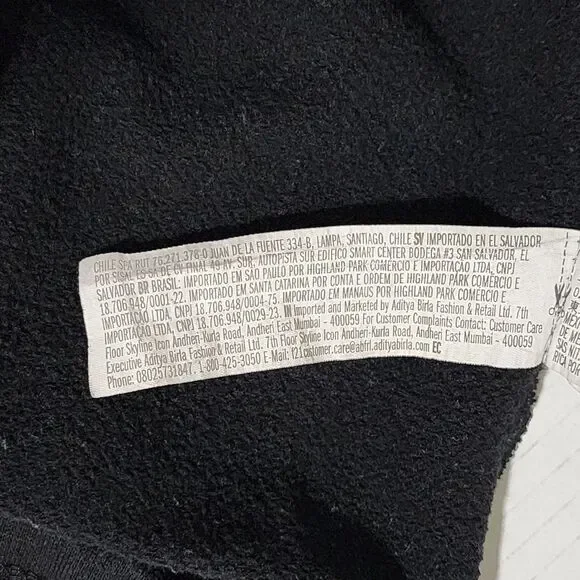 CHILE SPA RUT 76.271.376-0 JUAN DE LA FUENTE 334-B, LAMPA, SANTIAGO, CHILE SV IMPORTADO EN EL SALVADOR
POR SISAL ES SA DE CV FINAL 49 AV. SUR. AUTOPISTA SUR EDIFICO SMART CENTER BODEGA #3 SAN SALVADOR. EL
SALVADOR BR BRASIL: IMPORTADO EM SÃO PAULO POR HIGHLAND PARK COMERCIO E IMPORTAÇÃO LTDA, CNPJ
18.706.948/0001-22. IMPORTADO EM SANTA CATARINA POR CONTA E ORDEM DE HIGHLAND PARK COMERCIO E
IMPORTAÇÃO LTDA, CNPJ 18.706.948/0004-75. IMPORTADO EM MANAUS POR HIGHLAND PARK COMERCIO E
IMPORTAÇÃO LTDA, CNPJ 18.706.948/0029-23. IN Imported and Marketed by Aditya Birla Fashion & Retail Ltd. 7th
Floor Skyline Icon Andheri-Kurla Road, Andheri East Mumbai - 400059 For Customer Complaints Contact: Customer Care
Executive Aditya Birla Fashion & Retail Ltd. 7th Floor Skyline Icon Andheri-Kurla Road, Andheri East Mumbai - 400059
Phone: 08025731847. 1-800-425-3050 E-Mail: f21customer.care@abfrl.adityabirla.com EC